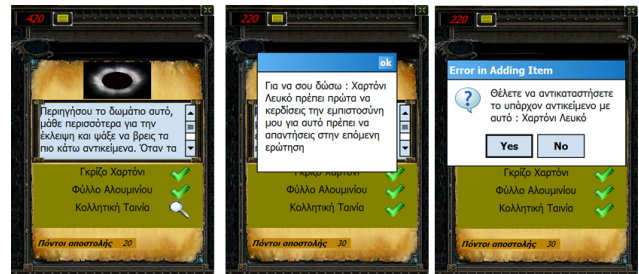 420
Περιηγήσου το δωμάτιο αυτό,
μάθε περισσότερα για την
έκλειψη και ψάξε να βρεις τα
πιο κάτω αντικείμενα. Όταν τα
Γκρίζο Χαρτόνι
Φύλλο Αλουμινίου
Κολλητική Ταινία
Πόντοι αποστολής 20
220
ok
Για να σου δώσω : Χαρτόνι
Λευκό πρέπει πρώτα να
κερδίσεις την εμπιστοσύνη
μου για αυτό πρέπει να
απαντήσεις στην επόμενη
ερώτηση
Γκρίζο Χαρτόνι
Φύλλο Αλουμινίου
Κολλητική Ταινία
Πόντοι αποστολής 30
220
Error in Adding Item
Θέλετε να αντικαταστήσετε
το υπάρχον αντικείμενο με
αυτό : Χαρτόνι Λευκό
Yes No
Γκρίζο Χαρτόνι
Φύλλο Αλουμινίου
Κολλητική Ταινία
Πόντοι αποστολής 30